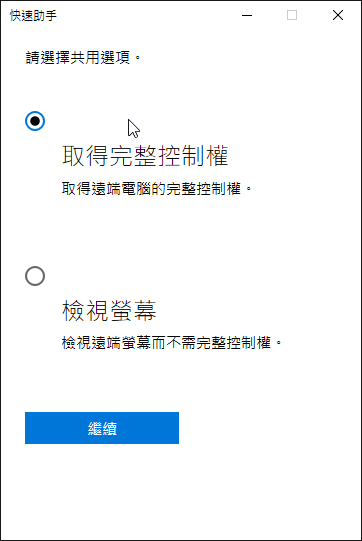 快速助手
請選擇共用選項。
取得完整控制權
取得遠端電腦的完整控制權。
檢視螢幕
檢視遠端螢幕而不需完整控制權。
繼續